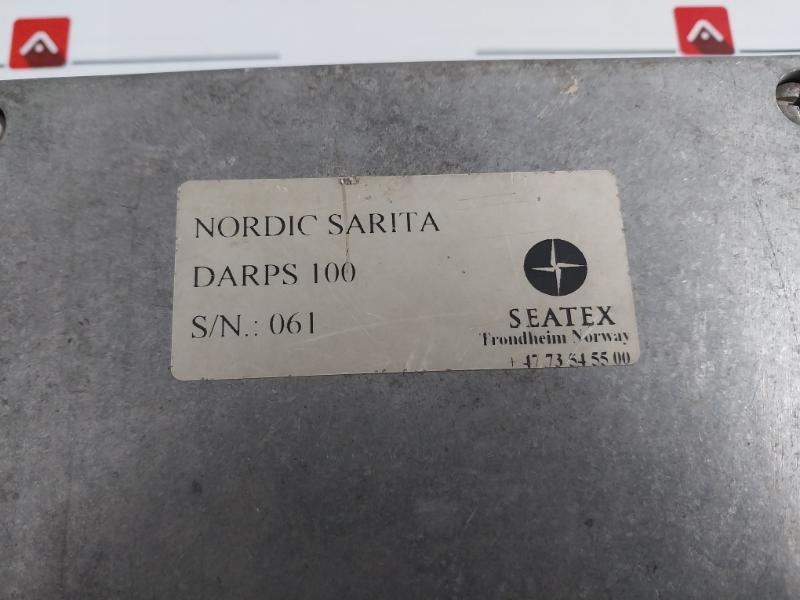 NORDIC SARITA
DARPS 100
S/N.: 061
SEATEX
Trondheim Norway
+ 47 73 54 55 00